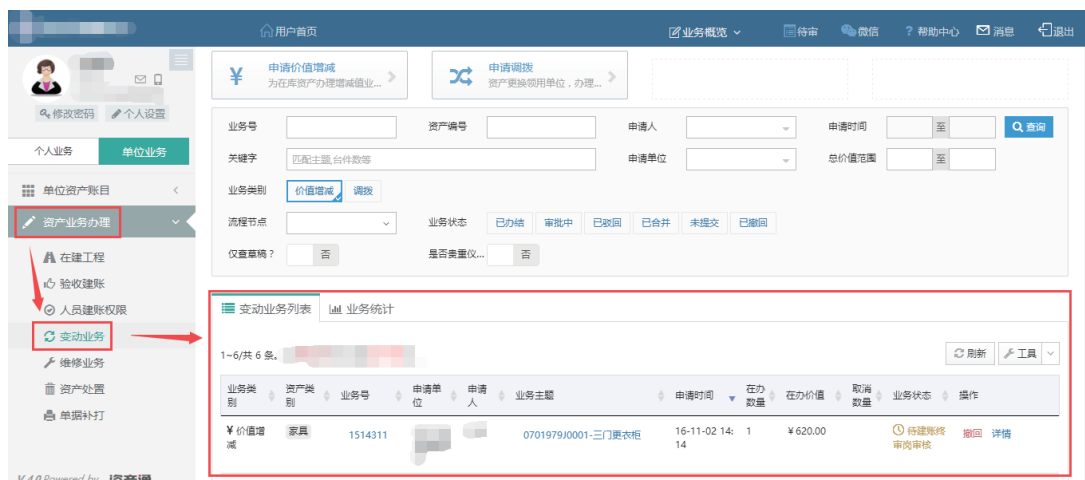 用户首页 业务概览 待审 微信 ? 帮助中心 消息 退出
修改密码 个人设置
个人业务 单位业务
单位资产账目
资产业务办理
在建工程
验收建账
人员建账权限
变动业务
维修业务
资产处置
单据补打
V 4.0 Powered by 资产通
¥ 申请价值增减
为在库资产办理增减值业...
申请调拨
资产更换领用单位，办理...
业务号 资产编号 申请人 申请时间 至 查询
关键字 匹配主题,台件数等 申请单位 总价值范围 至
业务类别 价值增减 调拨
流程节点 业务状态 已办结 审批中 已驳回 已合并 未提交 已撤回
仅查草稿？ 否 是否贵重仪... 否
变动业务列表 业务统计
1~6/共 6 条。 刷新 工具
业务类别 资产类别 业务号 申请单位 申请人 业务主题 申请时间 在办数量 在办价值 取消数量 业务状态 操作
¥ 价值增减 家具 1514311 0701979J0001-三门更衣柜 16-11-02 14:14 1 ¥620.00 待建账终审岗审核 撤回 详情